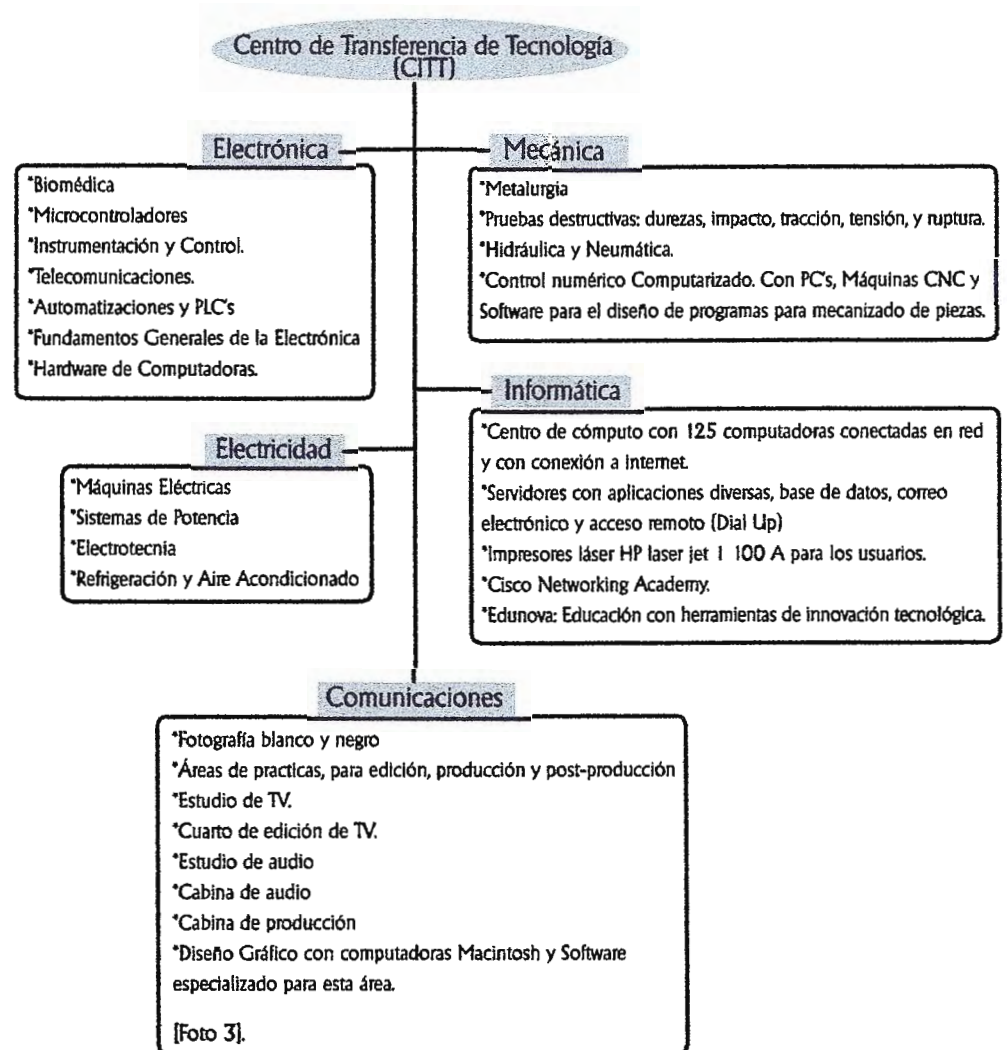 Centro de Transferencia de Tecnología
(CITT)
Electrónica
*Biomédica
*Microcontroladores
*Instrumentación y Control.
*Telecomunicaciones.
*Automatizaciones y PLC's
*Fundamentos Generales de la Electrónica
*Hardware de Computadoras.
Mecánica
*Metalurgia
*Pruebas destructivas: durezas, impacto, tracción, tensión, y ruptura.
*Hidráulica y Neumática.
*Control numérico Computarizado. Con PC's, Máquinas CNC y
Software para el diseño de programas para mecanizado de piezas.
Electricidad
*Máquinas Eléctricas
*Sistemas de Potencia
*Electrotecnia
*Refrigeración y Aire Acondicionado
Informática
*Centro de cómputo con 125 computadoras conectadas en red
y con conexión a Internet.
*Servidores con aplicaciones diversas, base de datos, correo
electrónico y acceso remoto (Dial Up)
*Impresores láser HP laser jet 1 100 A para los usuarios.
*Cisco Networking Academy.
*Edunova: Educación con herramientas de innovación tecnológica.
Comunicaciones
*Fotografía blanco y negro
*Áreas de practicas, para edición, producción y post-producción
*Estudio de TV.
*Cuarto de edición de TV.
*Estudio de audio
*Cabina de audio
*Cabina de producción
*Diseño Gráfico con computadoras Macintosh y Software
especializado para esta área.
[Foto 3].